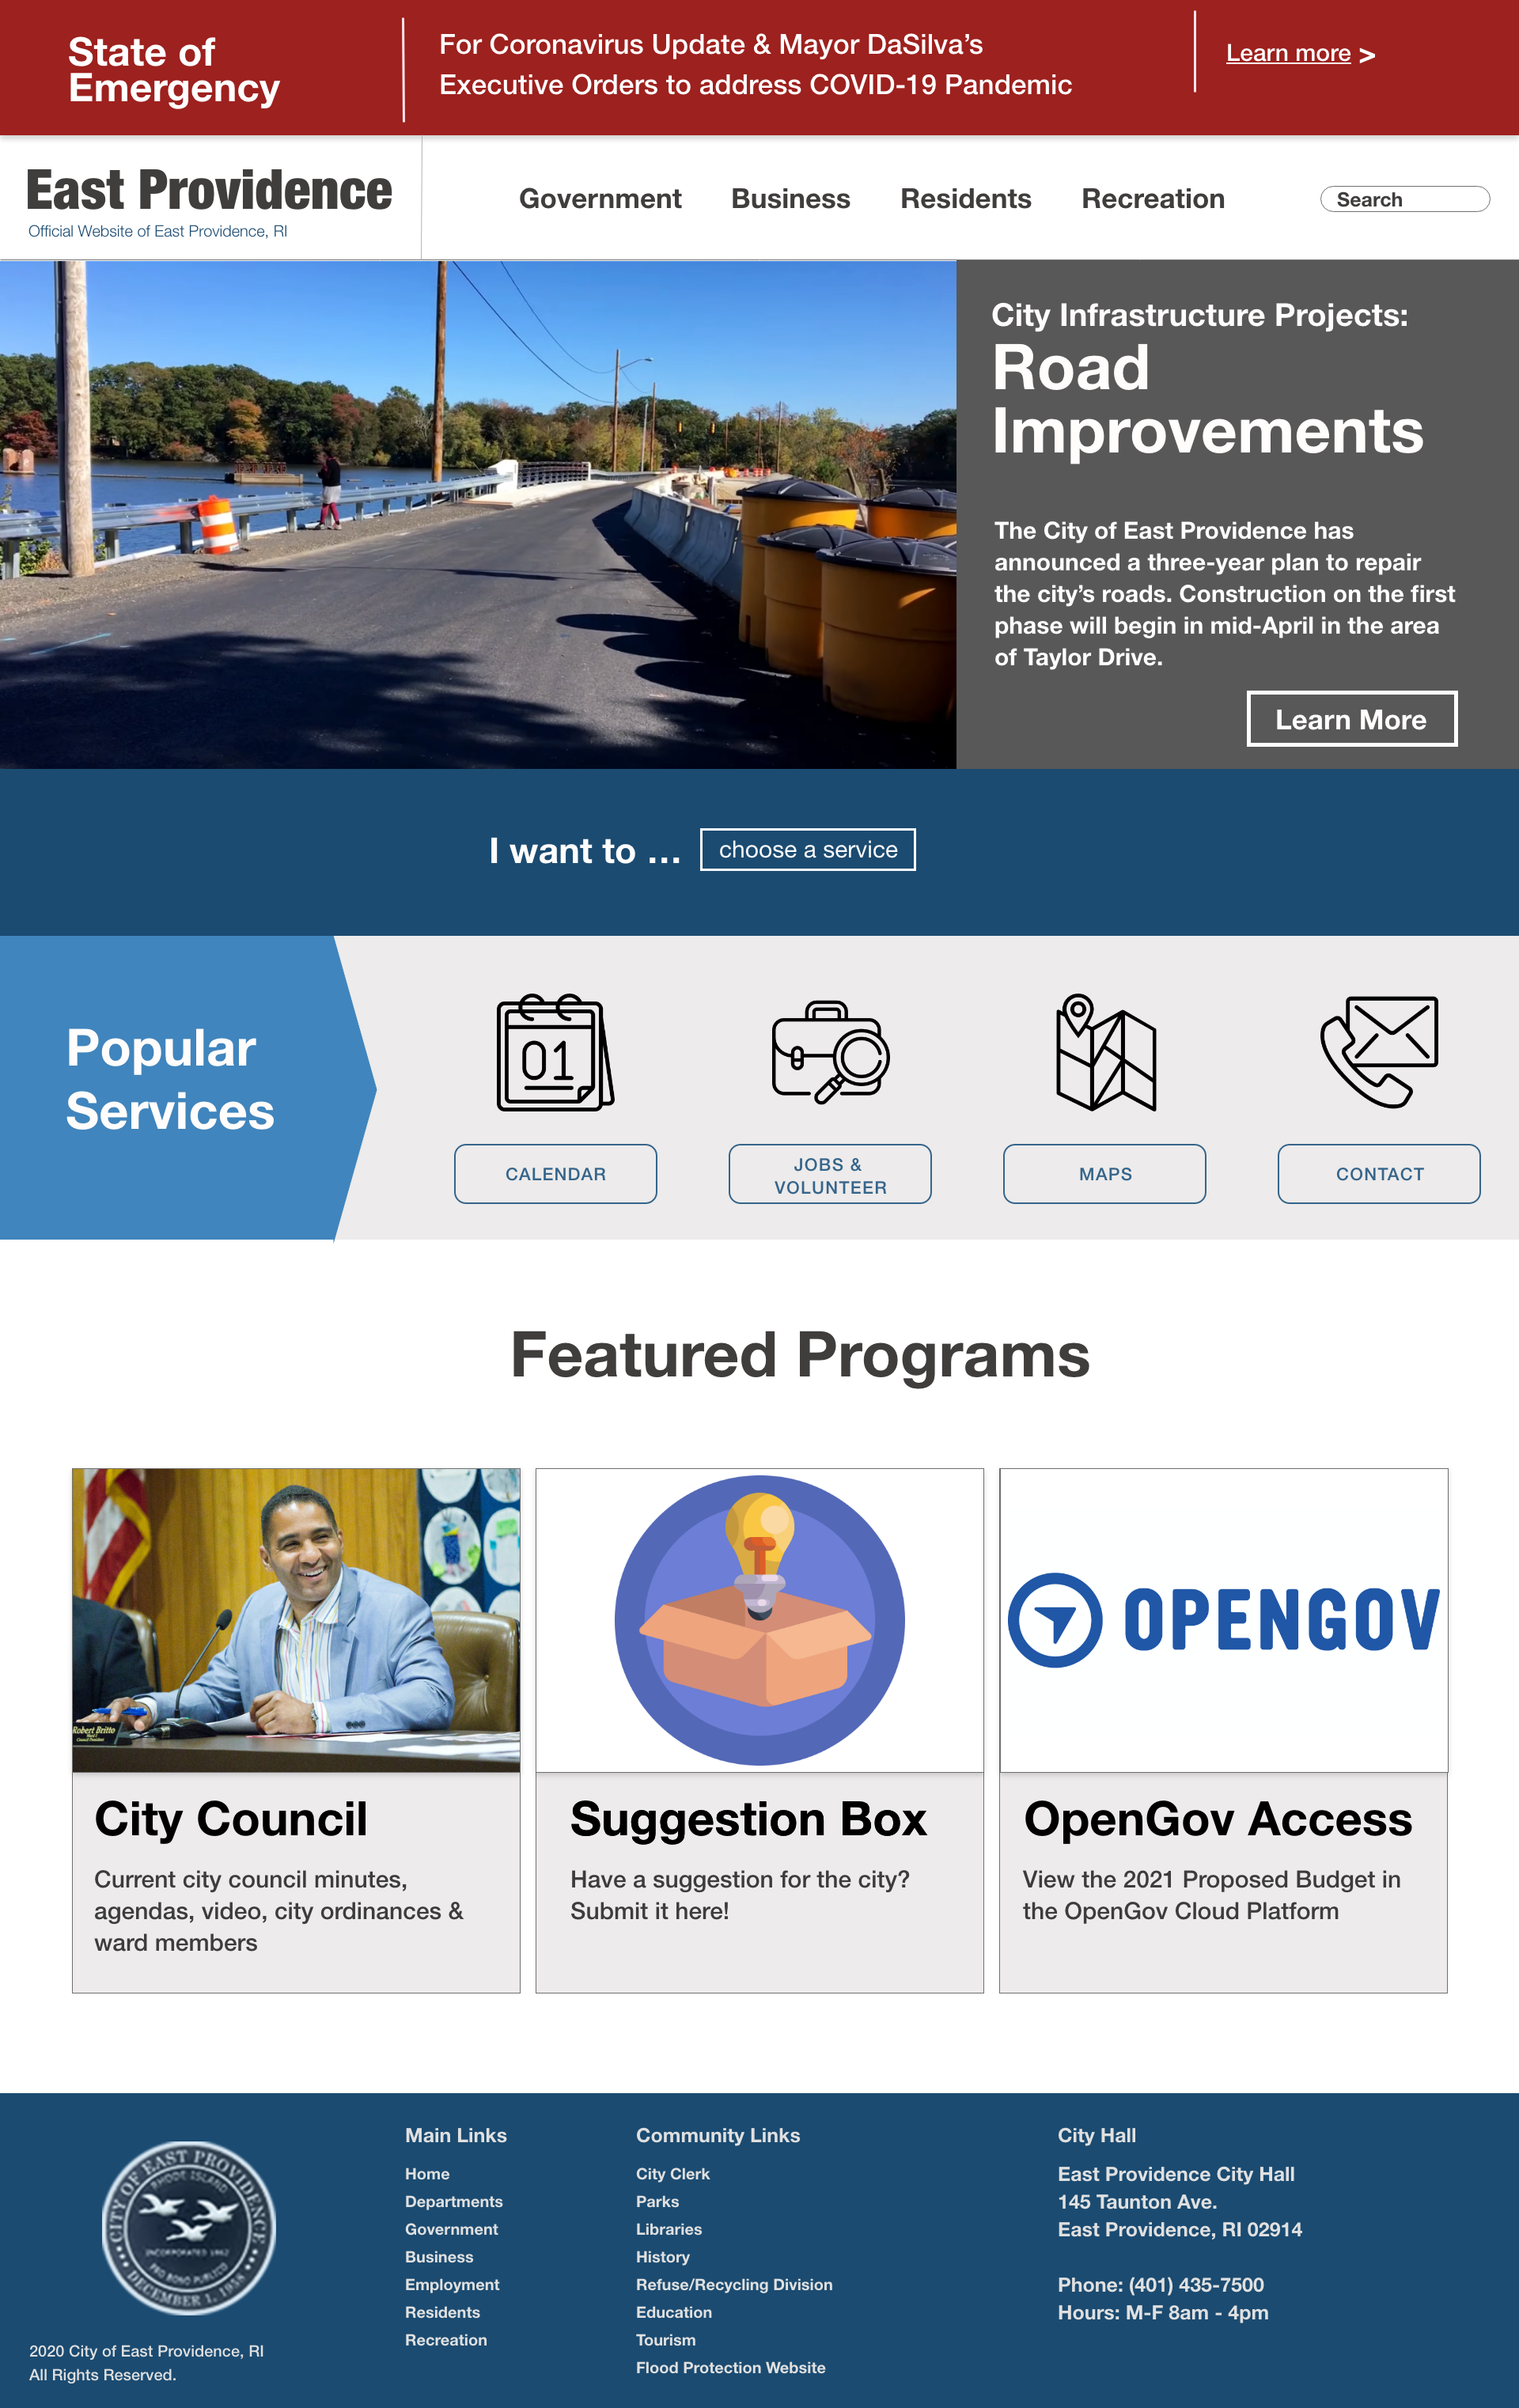 State of
Emergency
For Coronavirus Update & Mayor DaSilva’s
Executive Orders to address COVID-19 Pandemic
Learn more >
East Providence
Official Website of East Providence, RI
Government
Business
Residents
Recreation
Search
City Infrastructure Projects:
Road
Improvements
The City of East Providence has
announced a three-year plan to repair
the city’s roads. Construction on the first
phase will begin in mid-April in the area
of Taylor Drive.
Learn More
I want to ...
choose a service
Popular
Services
01
CALENDAR
JOBS &
VOLUNTEER
MAPS
CONTACT
Featured Programs
Robert Britto
Council President
OPENGOV
City Council
Current city council minutes,
agendas, video, city ordinances &
ward members
Suggestion Box
Have a suggestion for the city?
Submit it here!
OpenGov Access
View the 2021 Proposed Budget in
the OpenGov Cloud Platform
CITY OF EAST PROVIDENCE
RHODE ISLAND
INCORPORATED 1862
PRO BONO PUBLICO
DECEMBER 1, 1958
2020 City of East Providence, RI
All Rights Reserved.
Main Links
Home
Departments
Government
Business
Employment
Residents
Recreation
Community Links
City Clerk
Parks
Libraries
History
Refuse/Recycling Division
Education
Tourism
Flood Protection Website
City Hall
East Providence City Hall
145 Taunton Ave.
East Providence, RI 02914
Phone: (401) 435-7500
Hours: M-F 8am - 4pm